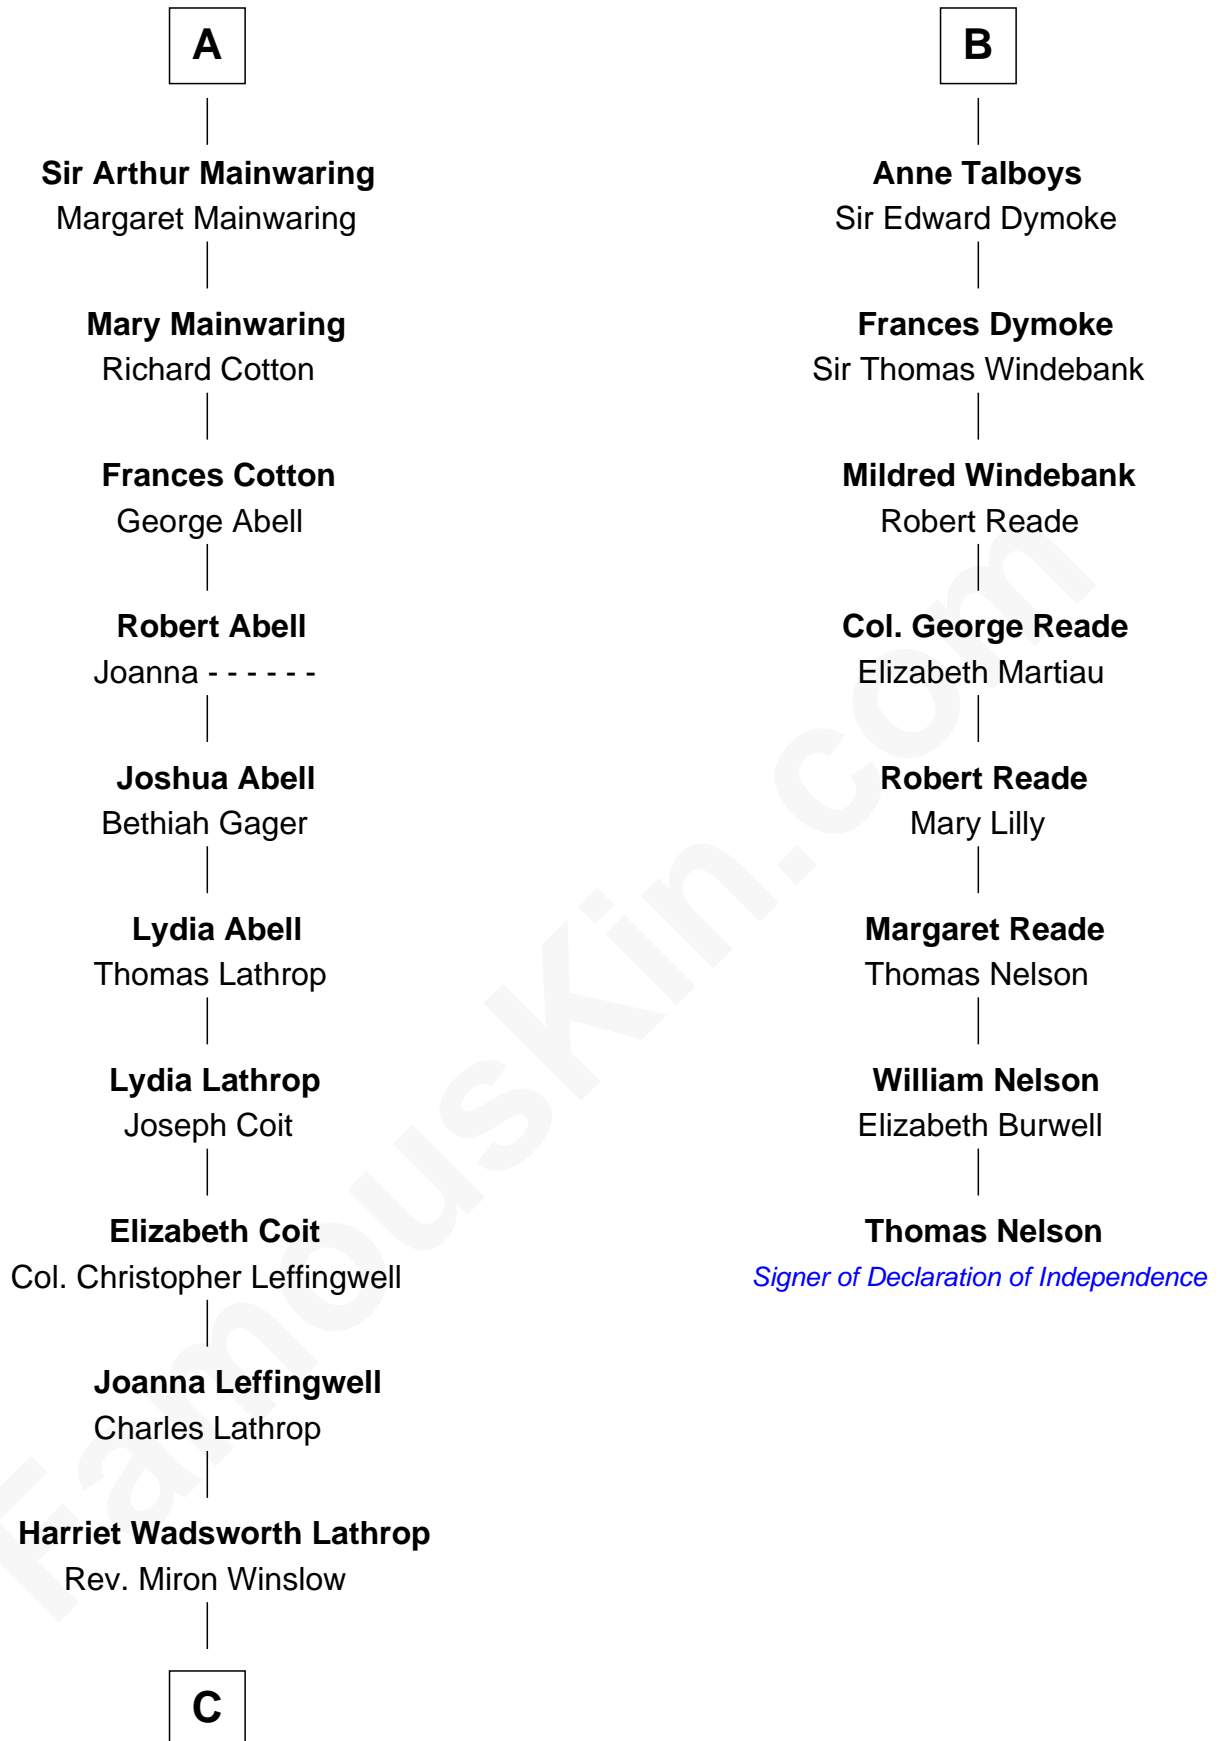 A
Sir Arthur Mainwaring
Margaret Mainwaring
Mary Mainwaring
Richard Cotton
Frances Cotton
George Abell
Robert Abell
Joanna - - - - - -
Joshua Abell
Bethiah Gager
Lydia Abell
Thomas Lathrop
Lydia Lathrop
Joseph Coit
Elizabeth Coit
Col. Christopher Leffingwell
Joanna Leffingwell
Charles Lathrop
Harriet Wadsworth Lathrop
Rev. Miron Winslow
C
B
Anne Talboys
Sir Edward Dymoke
Frances Dymoke
Sir Thomas Windebank
Mildred Windebank
Robert Reade
Col. George Reade
Elizabeth Martiau
Robert Reade
Mary Lilly
Margaret Reade
Thomas Nelson
William Nelson
Elizabeth Burwell
Thomas Nelson
Signer of Declaration of Independence
FamousKin.com